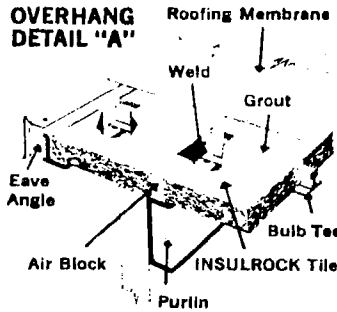 OVERHANG
DETAIL "A"
Roofing Membrane
Weld
Grout
Eave
Angle
Bulb Tee
Air Block
INSULROCK Tile
Purlin